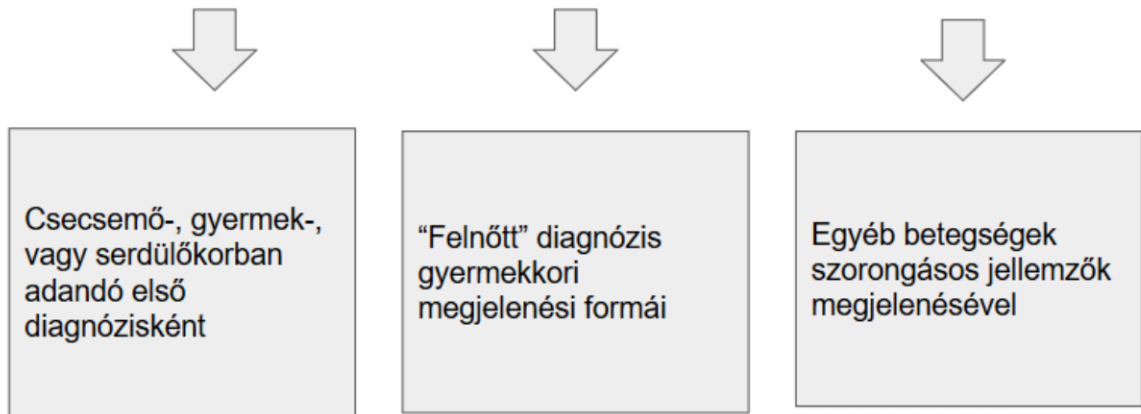 Csecsemő-, gyermek-,
vagy serdülőkorban
adandó első
diagnózisként
“Felnőtt” diagnózis
gyermekkori
megjelenési formái
Egyéb betegségek
szorongásos jellemzők
megjelenésével